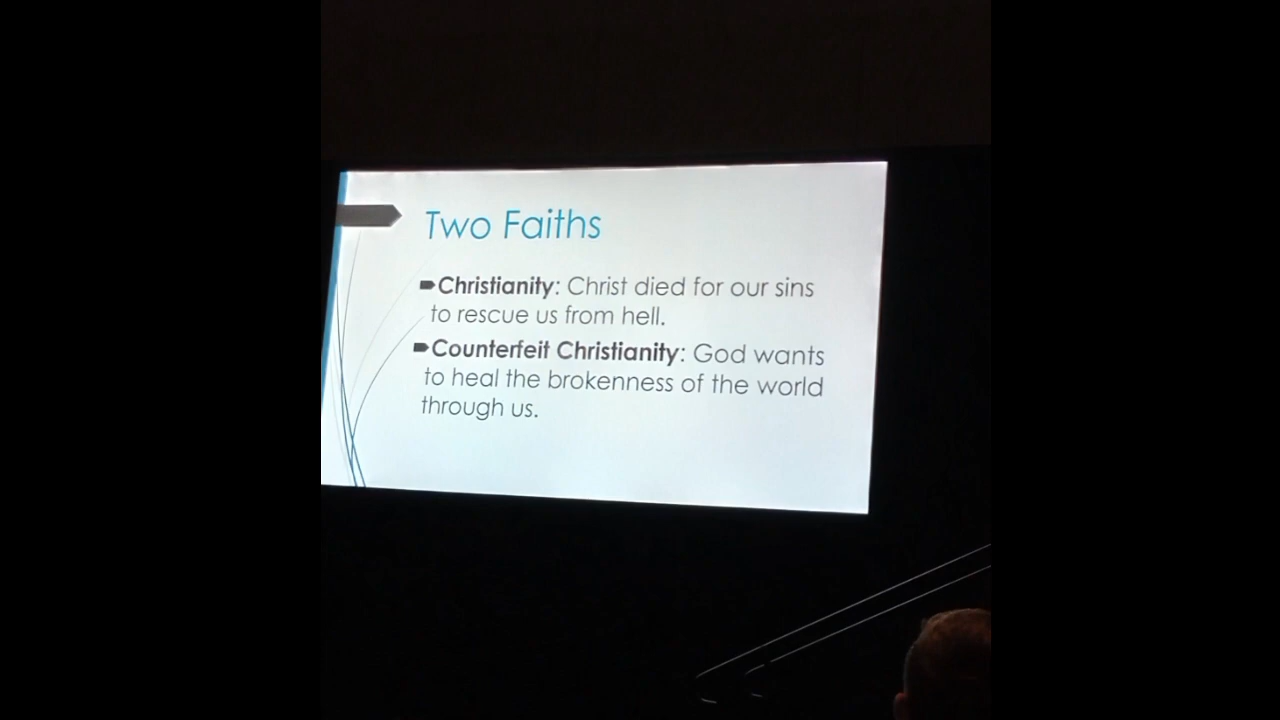 Two Faiths
Christianity: Christ died for our sins
to rescue us from hell.
Counterfeit Christianity: God wants
to heal the brokenness of the world
through us.